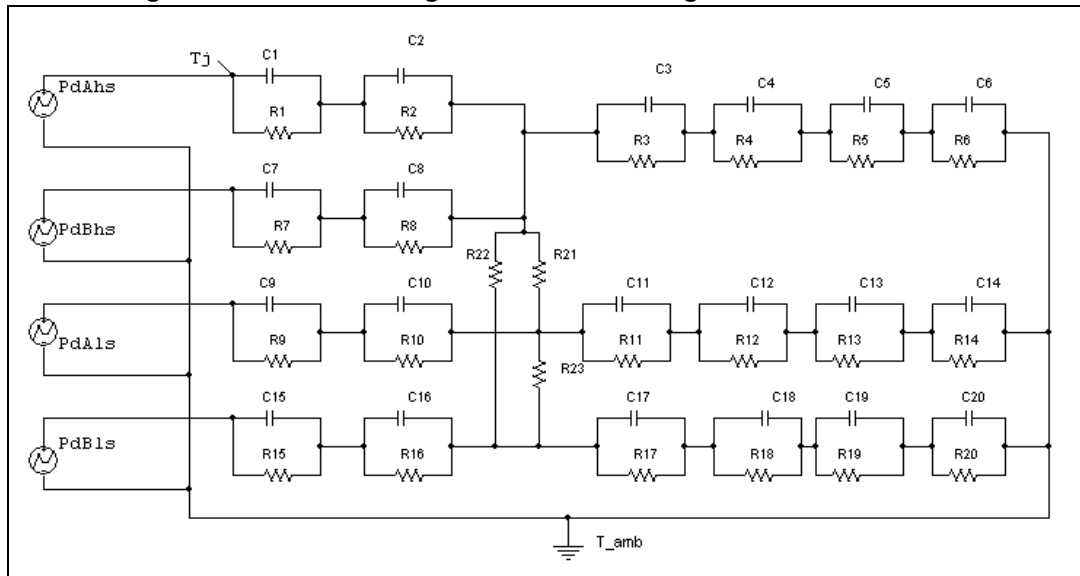 C2
Tj
C1
C3
C4
C5
C6
PdAhs
R1
R2
R3
R4
R5
R6
C7
C8
PdBhs
R7
R8
R22
R21
C9
C10
C11
C12
C13
C14
PdAls
R9
R10
R11
R12
R13
R14
R23
C15
C16
C17
C18
C19
C20
PdBls
R15
R16
R17
R18
R19
R20
T_amb